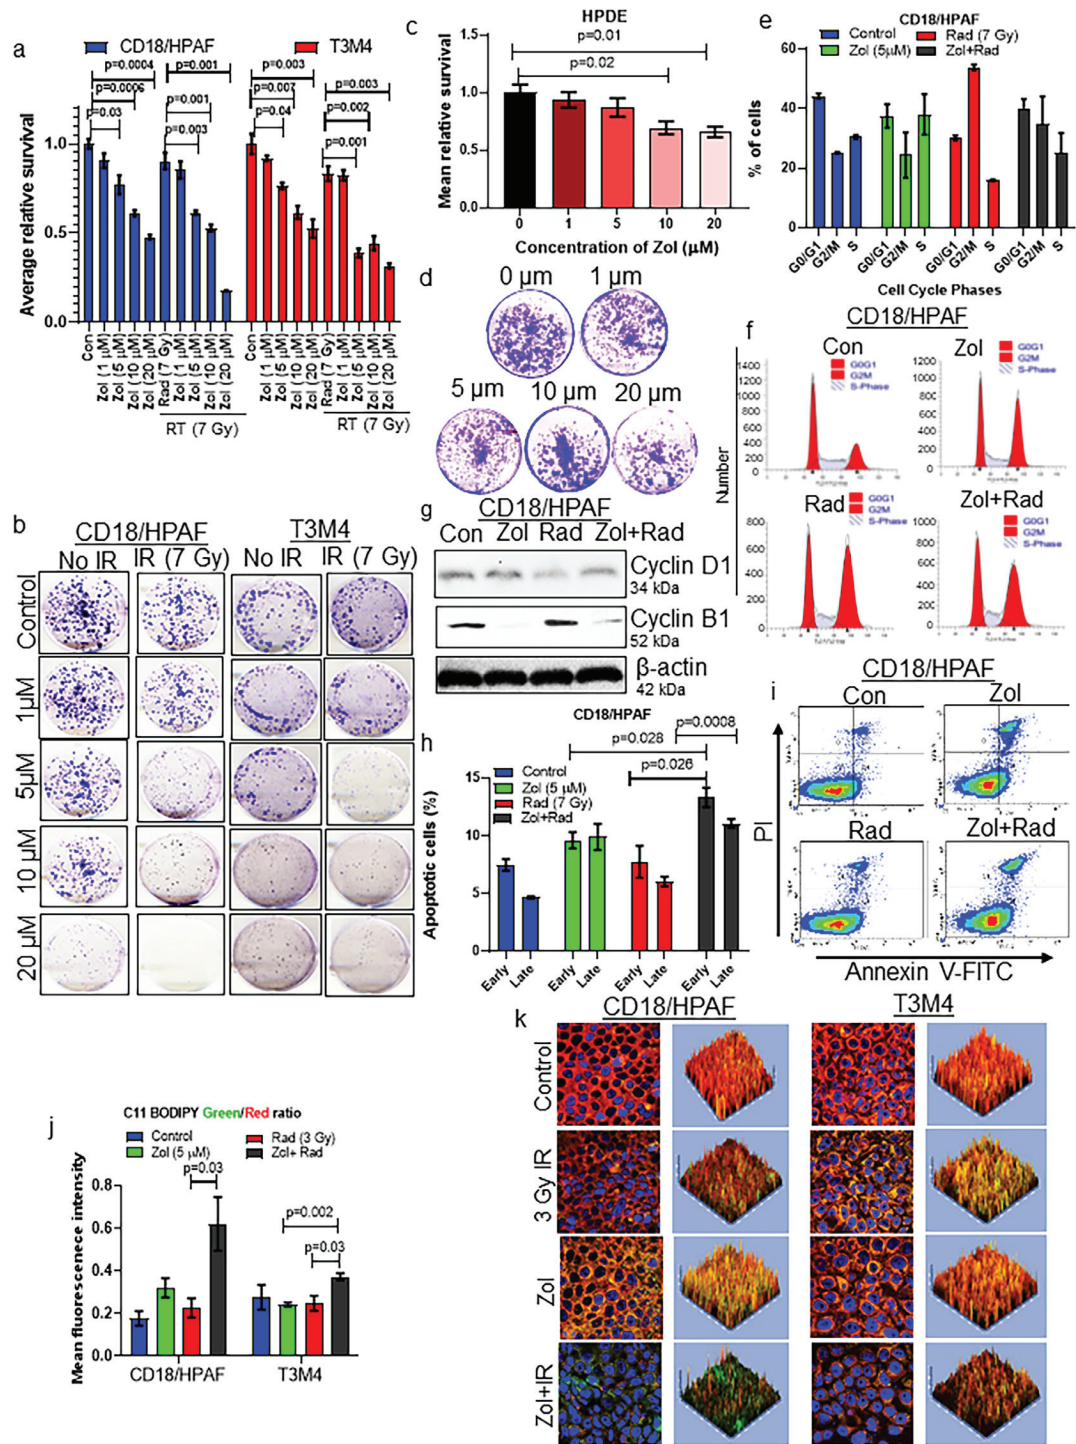 a
CD18/HPAF
T3M4
p=0.0004
p=0.001
p=0.0006
p=0.001
p=0.03
p=0.003
p=0.003
p=0.007
p=0.04
p=0.003
p=0.002
p=0.001
Average relative survival
1.0
0.5
0.0
Con
Zol (1 μM)
Zol (5 μM)
Zol (10 μM)
Zol (20 μM)
Rad (7 Gy)
Zol (1 μM)
Zol (5 μM)
Zol (10 μM)
Zol (20 μM)
Con
Zol (1 μM)
Zol (5 μM)
Zol (10 μM)
Zol (20 μM)
Rad (7 Gy)
Zol (1 μM)
Zol (5 μM)
Zol (10 μM)
Zol (20 μM)
RT (7 Gy)
RT (7 Gy)
b
CD18/HPAF
T3M4
No IR
IR (7 Gy)
No IR
IR (7 Gy)
Control
1μM
5μM
10 μM
20 μM
c
HPDE
p=0.01
p=0.02
Mean relative survival
1.5
1.0
0.5
0.0
0
1
5
10
20
Concentration of Zol (μM)
d
0 μm
1 μm
5 μm
10 μm
20 μm
e
CD18/HPAF
Control
Rad (7 Gy)
Zol (5μM)
Zol+Rad
% of cells
60
40
20
0
G0/G1
G2/M
S
G0/G1
G2/M
S
G0/G1
G2/M
S
G0/G1
G2/M
S
Cell Cycle Phases
f
CD18/HPAF
Con
Zol
Rad
Zol+Rad
Number
G0G1
G2M
S-Phase
G0G1
G2M
S-Phase
G0G1
G2M
S-Phase
G0G1
G2M
S-Phase
g
CD18/HPAF
Con
Zol
Rad
Zol+Rad
Cyclin D1
34 kDa
Cyclin B1
52 kDa
β-actin
42 kDa
h
CD18/HPAF
p=0.0008
p=0.028
p=0.026
Control
Zol (5 μM)
Rad (7 Gy)
Zol+Rad
Apoptotic cells (%)
15
10
5
0
Early
Late
Early
Late
Early
Late
Early
Late
i
CD18/HPAF
Con
Zol
Rad
Zol+Rad
PI
Annexin V-FITC
j
C11 BODIPY Green/Red ratio
Control
Rad (3 Gy)
Zol (5 μM)
Zol+ Rad
p=0.03
p=0.002
p=0.03
Mean fluoresenece intensity
0.8
0.6
0.4
0.2
0.0
CD18/HPAF
T3M4
k
CD18/HPAF
T3M4
Control
3 Gy IR
Zol
Zol+IR